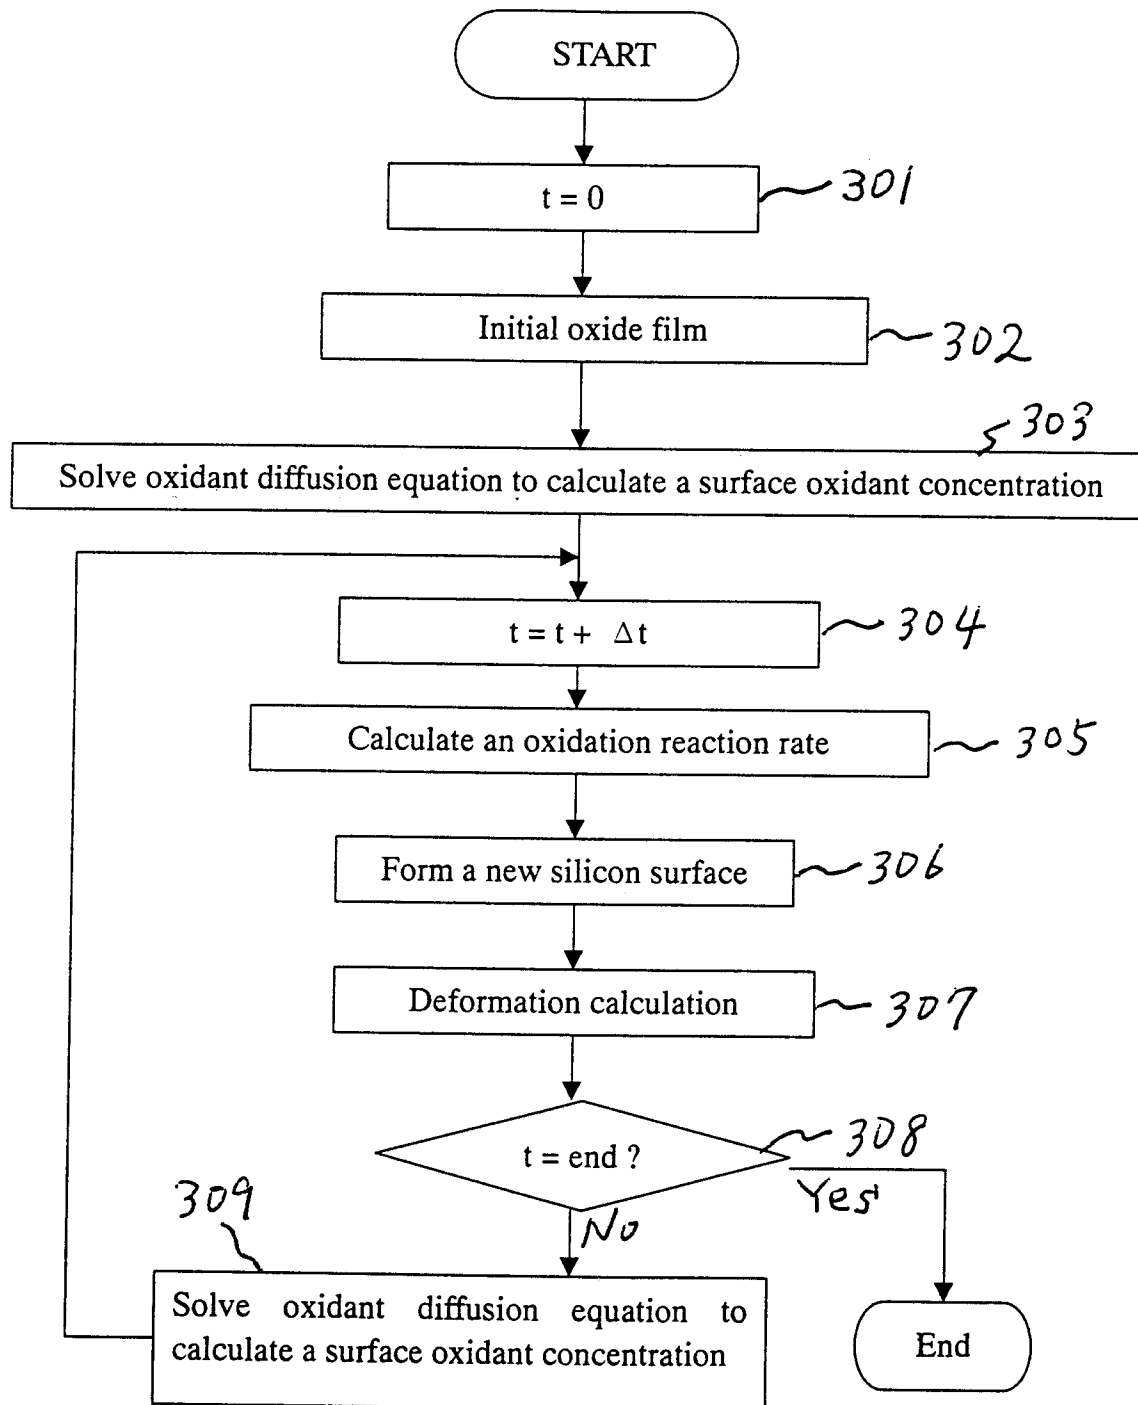 START
t = 0
301
Initial oxide film
302
303
Solve oxidant diffusion equation to calculate a surface oxidant concentration
t = t + Δt
304
Calculate an oxidation reaction rate
305
Form a new silicon surface
306
Deformation calculation
307
t = end ?
308
Yes
No
309
Solve oxidant diffusion equation to
calculate a surface oxidant concentration
End